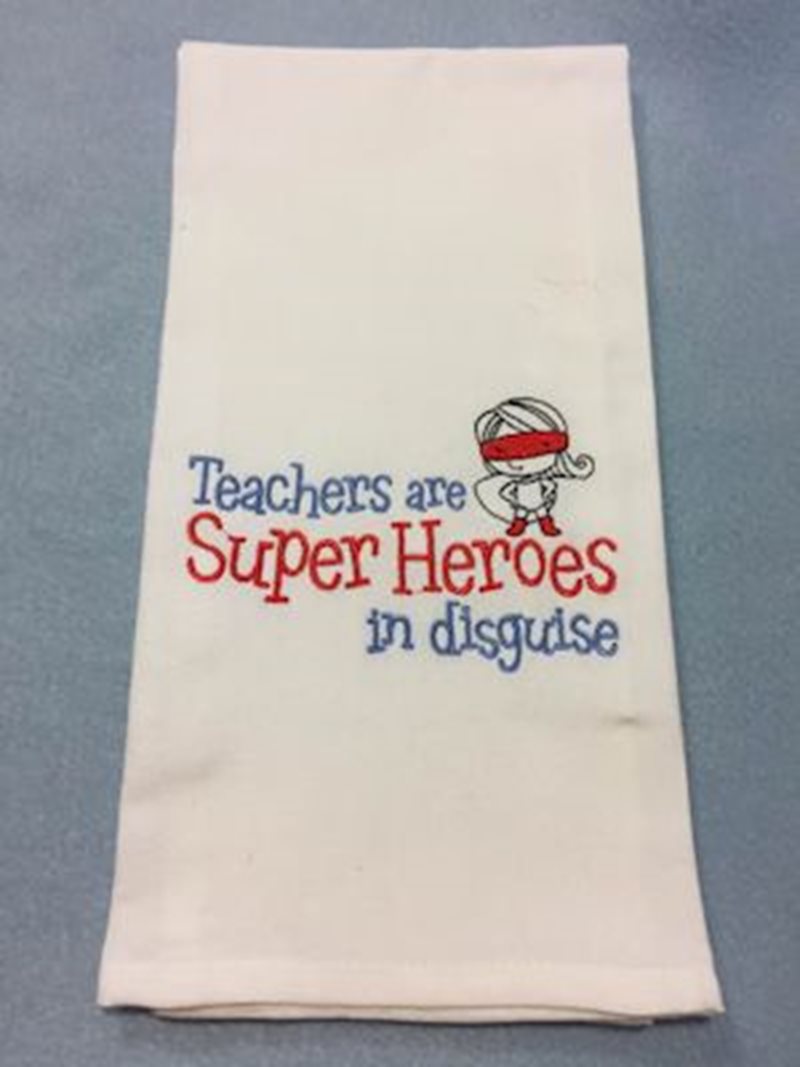 Teachers are
Super Heroes
in disguise